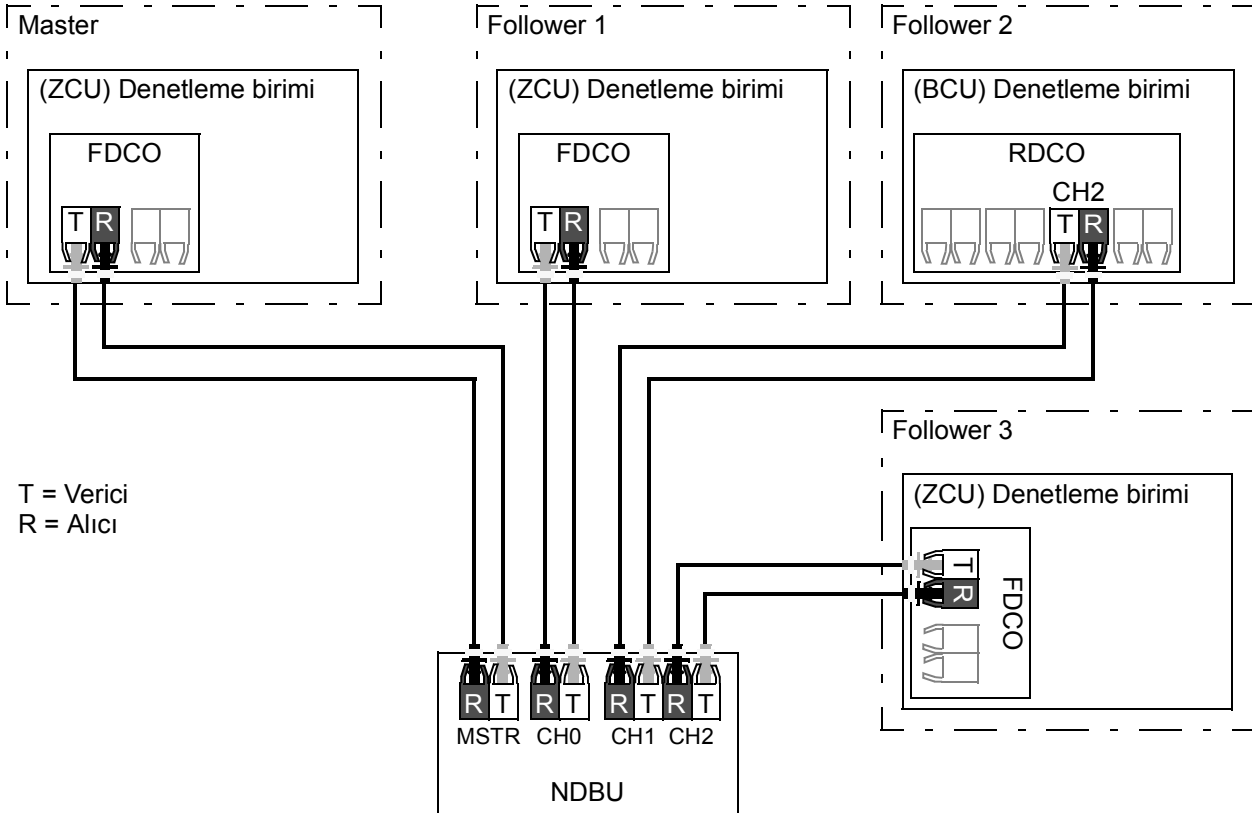 Master
(ZCU) Denetleme birimi
FDCO
T R
Follower 1
(ZCU) Denetleme birimi
FDCO
T R
Follower 2
(BCU) Denetleme birimi
RDCO
CH2
T R
T = Verici
R = Alıcı
Follower 3
(ZCU) Denetleme birimi
T
R
FDCO
R T R T R T R T
MSTR CH0 CH1 CH2
NDBU